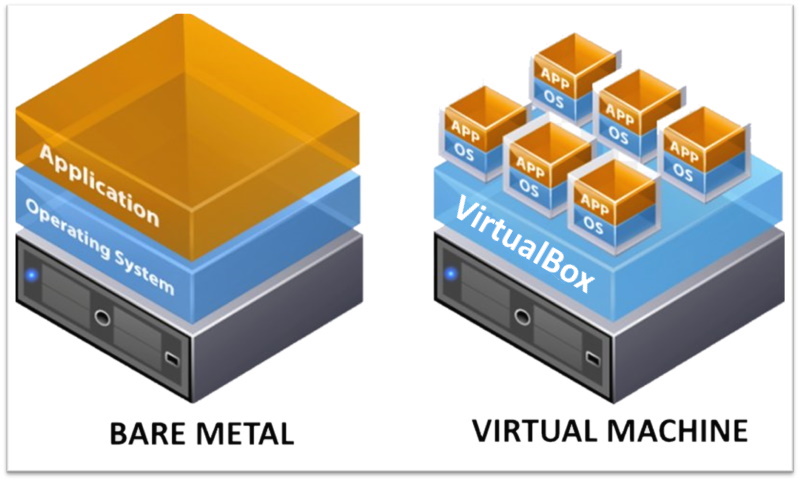 Application
Operating System
BARE METAL
APP
OS
APP
OS
APP
OS
APP
OS
APP
OS
APP
OS
VirtualBox
VIRTUAL MACHINE